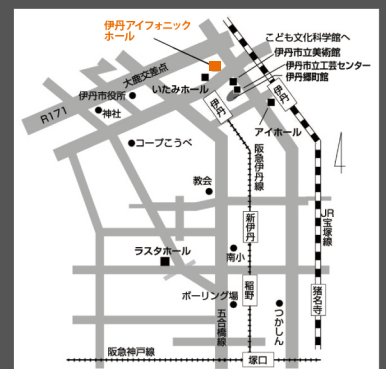 伊丹アイフォニック
ホール
こども文化科学館へ
伊丹市立美術館
伊丹市立工芸センター
伊丹郷町館
大鹿交差点
いたみホール
伊丹市役所
神社
R171
伊丹
伊丹
アイホール
コープこうべ
阪急伊丹線
教会
新伊丹
JR宝塚線
ラスタホール
南小
稲野
猪名寺
ボーリング場
五合橋線
つかしん
阪急神戸線
塚口